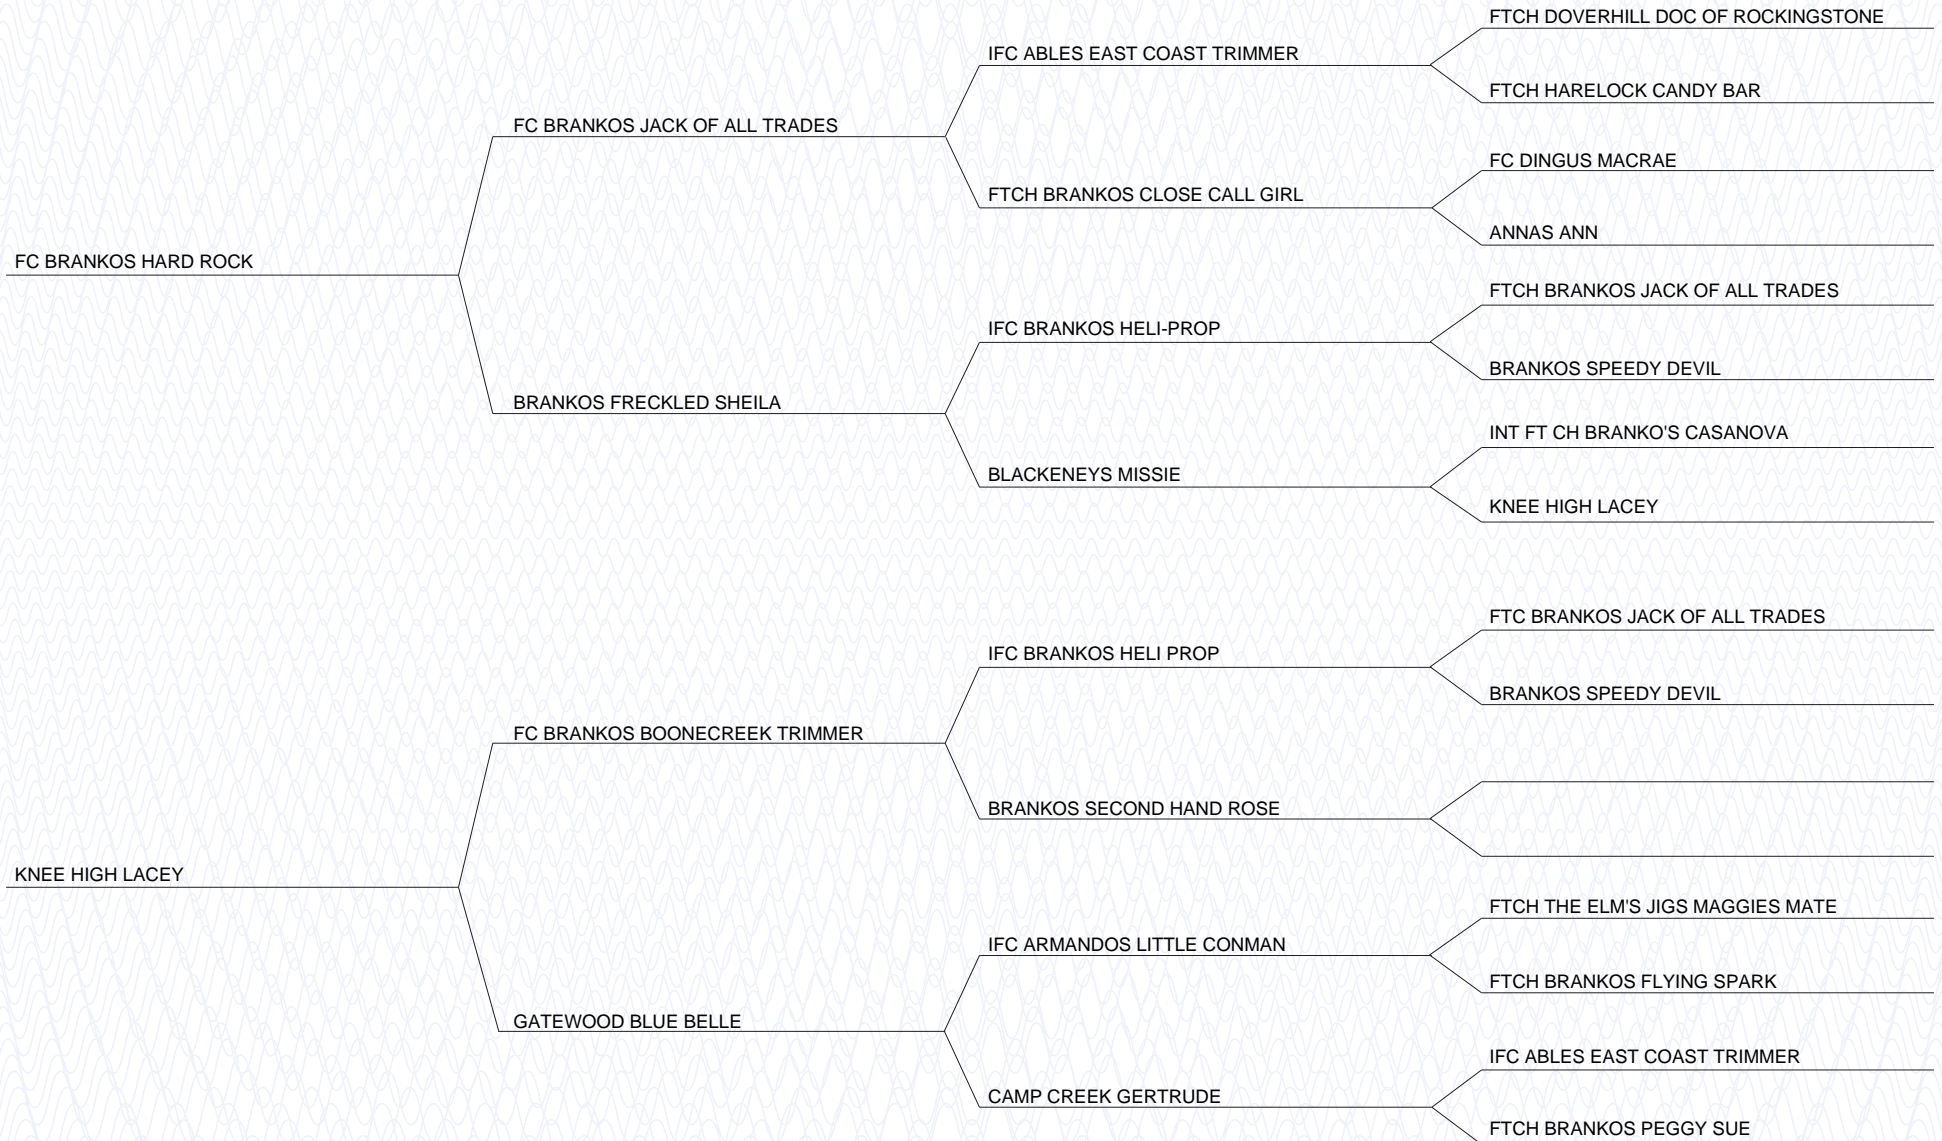 FTCH DOVERHILL DOC OF ROCKINGSTONE
IFC ABLES EAST COAST TRIMMER
FTCH HARELOCK CANDY BAR
FC BRANKOS JACK OF ALL TRADES
FC DINGUS MACRAE
FTCH BRANKOS CLOSE CALL GIRL
ANNAS ANN
FC BRANKOS HARD ROCK
FTCH BRANKOS JACK OF ALL TRADES
IFC BRANKOS HELI-PROP
BRANKOS SPEEDY DEVIL
BRANKOS FRECKLED SHEILA
INT FT CH BRANKO'S CASANOVA
BLACKENEYS MISSIE
KNEE HIGH LACEY
FTC BRANKOS JACK OF ALL TRADES
IFC BRANKOS HELI PROP
BRANKOS SPEEDY DEVIL
FC BRANKOS BOONECREEK TRIMMER
BRANKOS SECOND HAND ROSE
KNEE HIGH LACEY
FTCH THE ELM'S JIGS MAGGIES MATE
IFC ARMANDOS LITTLE CONMAN
FTCH BRANKOS FLYING SPARK
GATEWOOD BLUE BELLE
IFC ABLES EAST COAST TRIMMER
CAMP CREEK GERTRUDE
FTCH BRANKOS PEGGY SUE